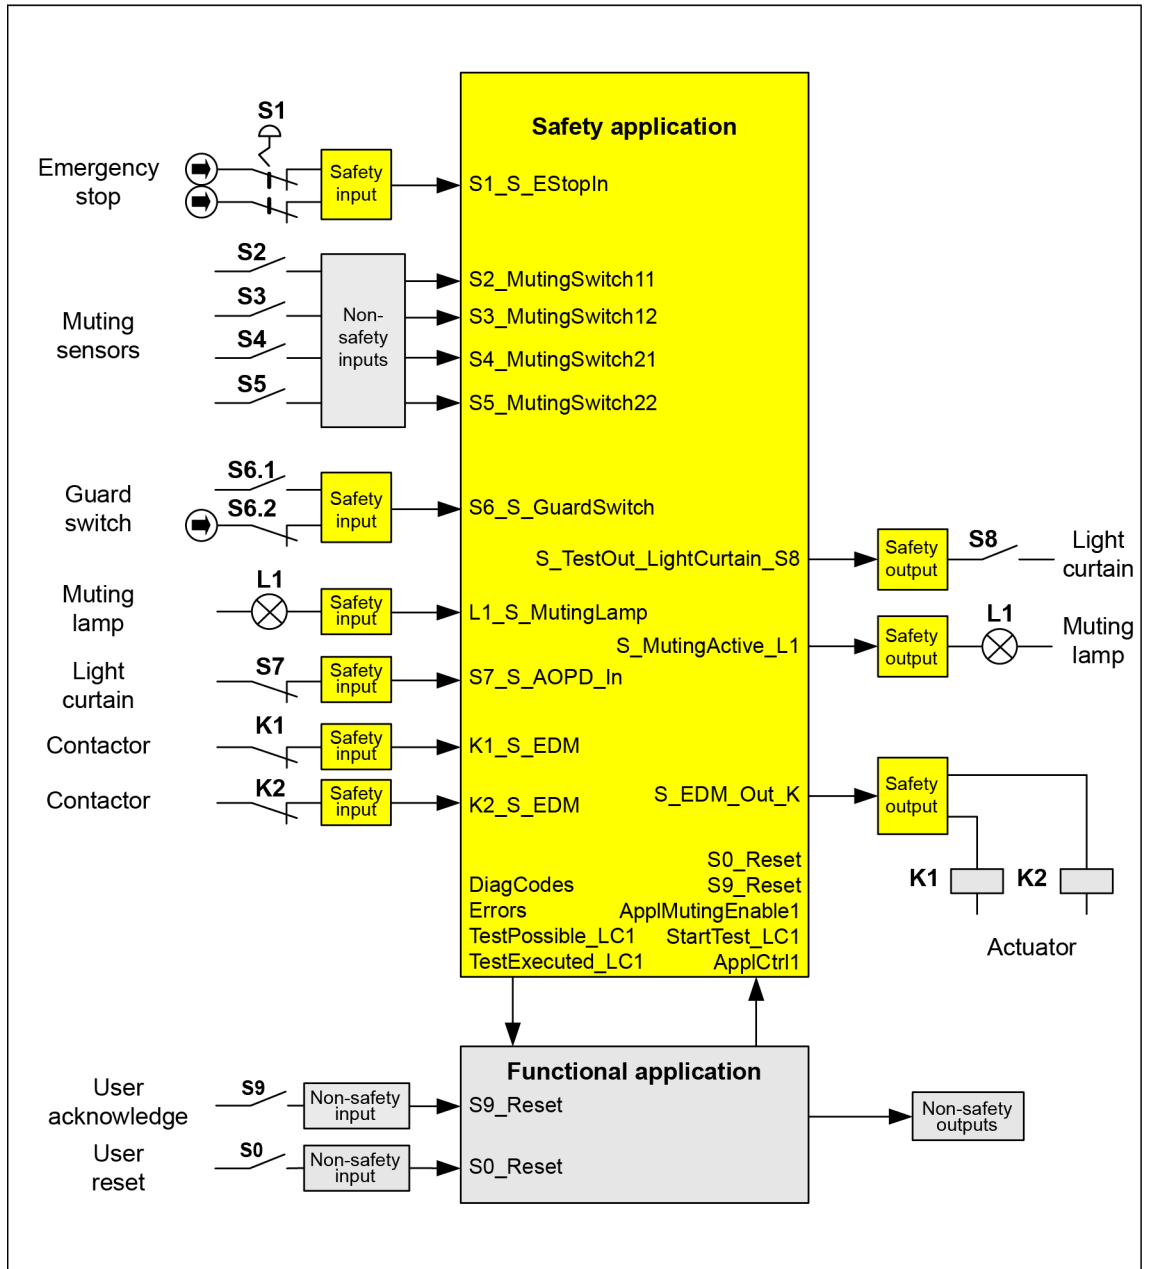 Safety application
S1
Emergency
stop
Safety
input
S1_S_EStopIn
S2
S3
S4
S5
Muting
sensors
Non-
safety
inputs
S2_MutingSwitch11
S3_MutingSwitch12
S4_MutingSwitch21
S5_MutingSwitch22
Guard
switch
S6.1
S6.2
Safety
input
S6_S_GuardSwitch
S_TestOut_LightCurtain_S8
Safety
output
S8
Light
curtain
Muting
lamp
L1
Safety
input
L1_S_MutingLamp
S_MutingActive_L1
Safety
output
L1
Muting
lamp
Light
curtain
S7
Safety
input
S7_S_AOPD_In
Contactor
K1
Safety
input
K1_S_EDM
Contactor
K2
Safety
input
K2_S_EDM
S_EDM_Out_K
Safety
output
K1
K2
Actuator
DiagCodes
Errors
TestPossible_LC1
TestExecuted_LC1
S0_Reset
S9_Reset
ApplMutingEnable1
StartTest_LC1
ApplCtrl1
Functional application
User
acknowledge
S9
Non-safety
input
S9_Reset
User
reset
S0
Non-safety
input
S0_Reset
Non-safety
outputs